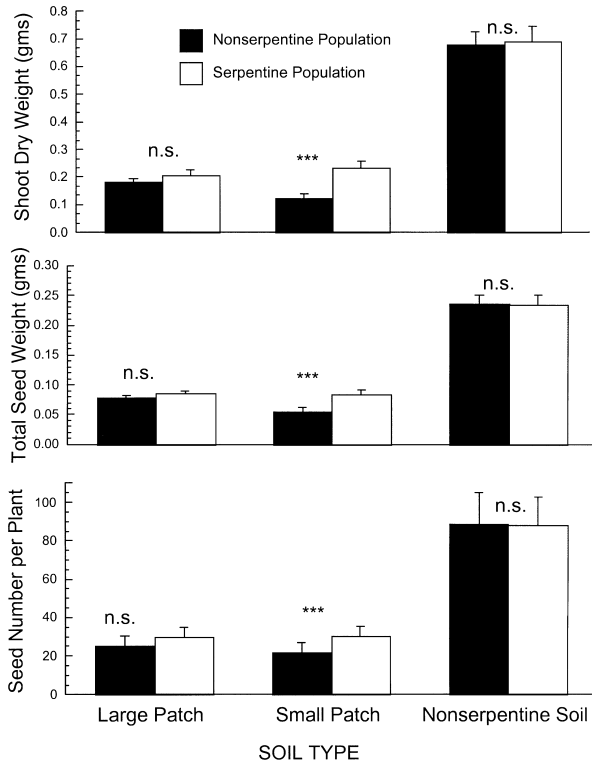 Shoot Dry Weight (gms)
0.8
0.7
0.6
0.5
0.4
0.3
0.2
0.1
0.0
Nonserpentine Population
Serpentine Population
n.s.
***
n.s.
Total Seed Weight (gms)
0.30
0.25
0.20
0.15
0.10
0.05
0.00
n.s.
***
n.s.
Seed Number per Plant
100
80
60
40
20
0
n.s.
***
n.s.
Large Patch
Small Patch
Nonserpentine Soil
SOIL TYPE